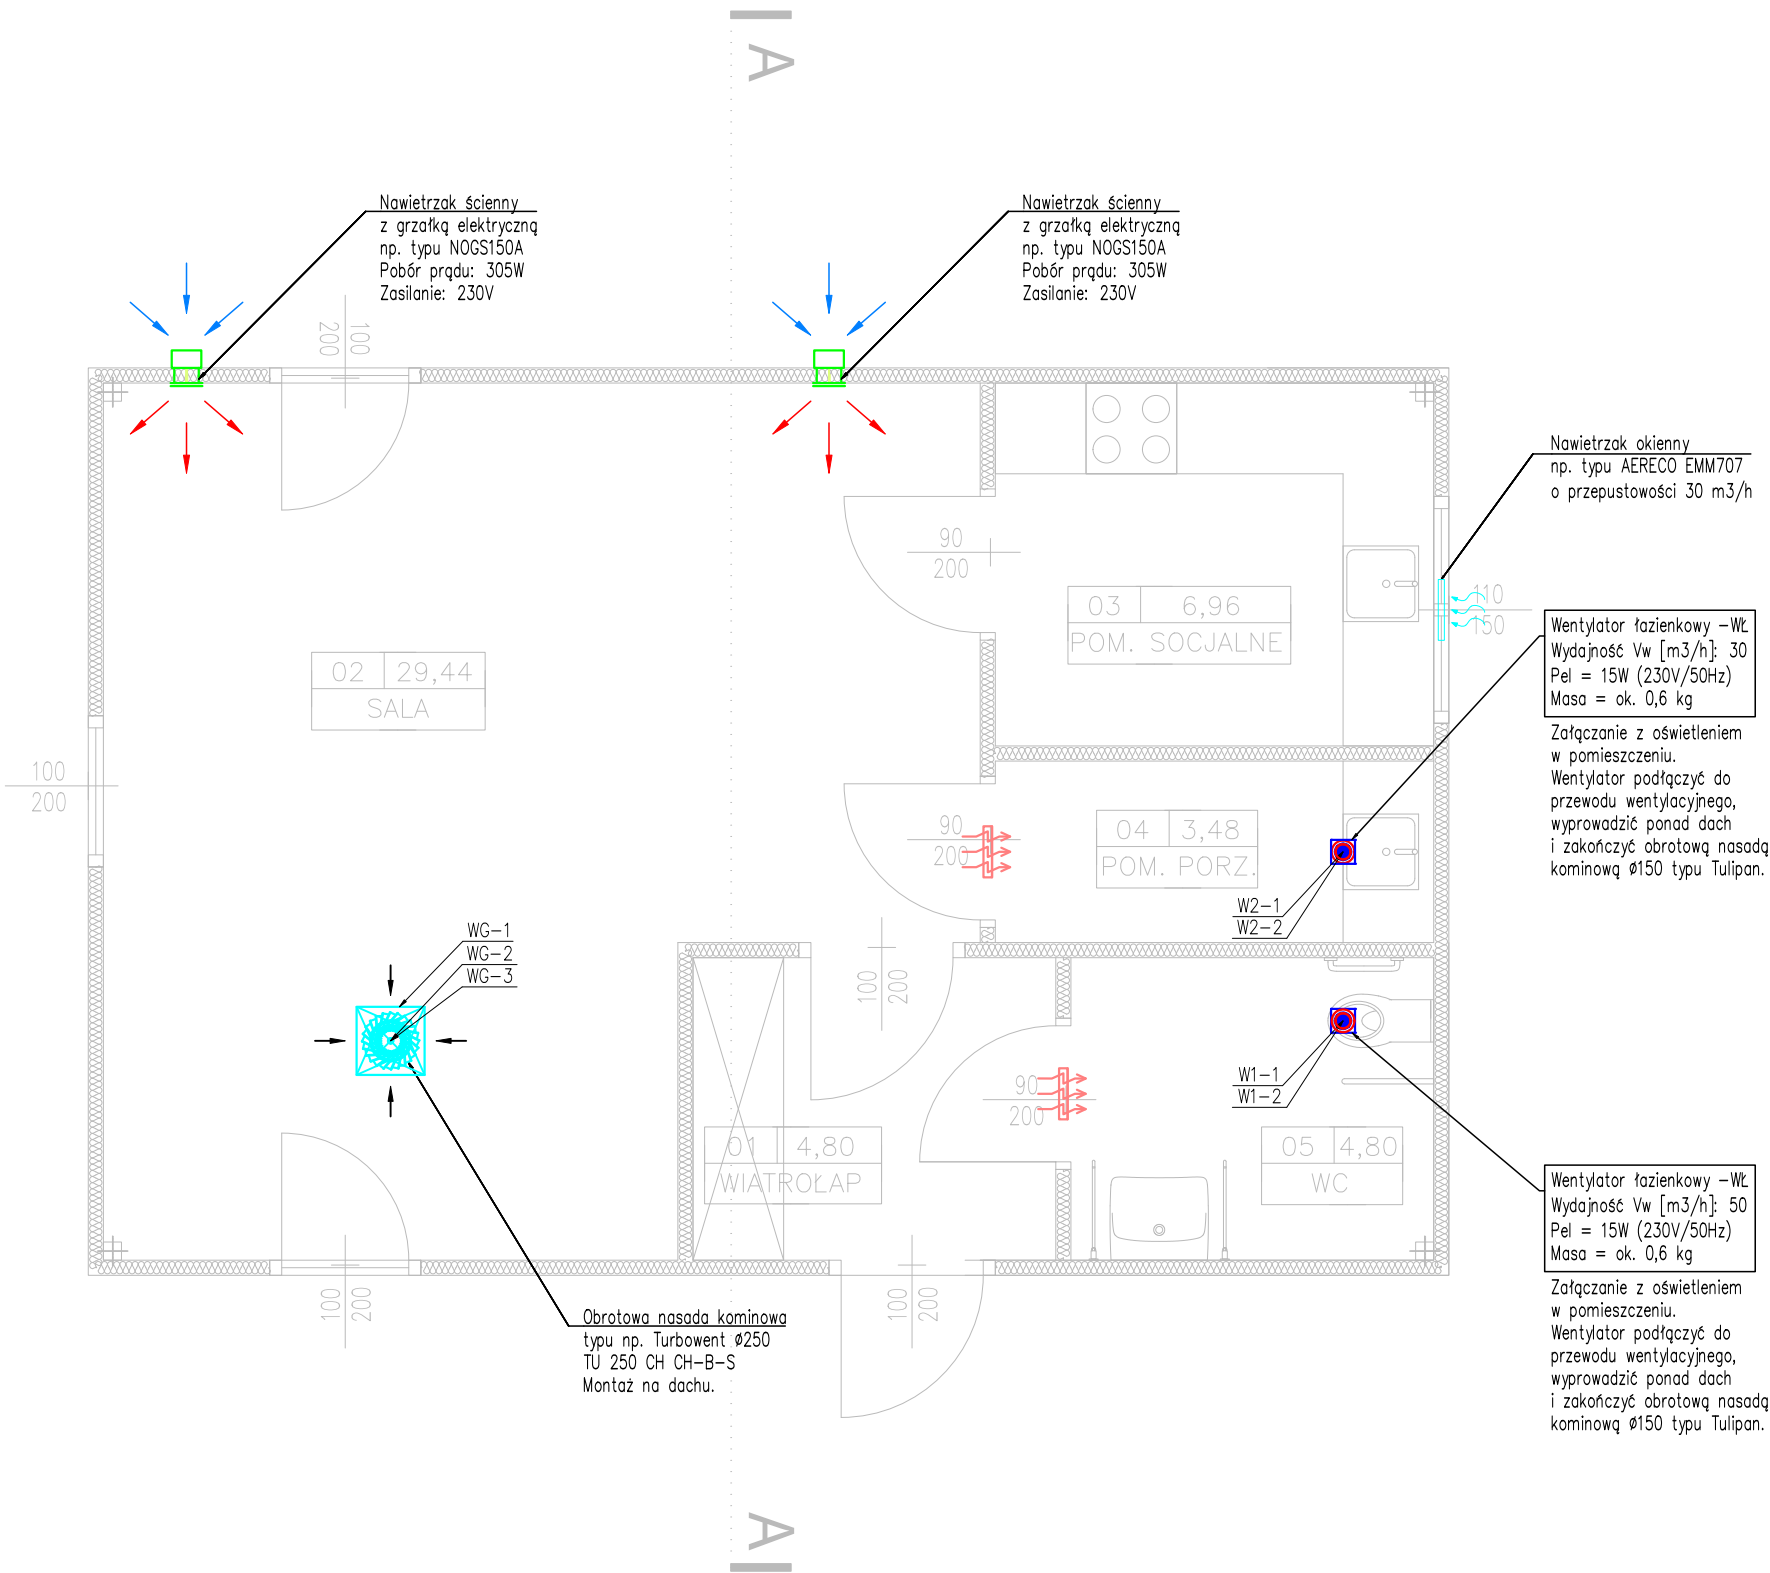 A
Nawietrzak ścienny
z grzałką elektryczną
np. typu NOGS150A
Pobór prądu: 305W
Zasilanie: 230V
Nawietrzak ścienny
z grzałką elektryczną
np. typu NOGS150A
Pobór prądu: 305W
Zasilanie: 230V
100
200
Nawietrzak okienny
np. typu AERECO EMM707
o przepustowości 30 m3/h
90
200
03 6,96
POM. SOCJALNE
110
150
02 29,44
SALA
Wentylator łazienkowy -WŁ
Wydajność Vw [m3/h]: 30
Pel = 15W (230V/50Hz)
Masa = ok. 0,6 kg
Załączanie z oświetleniem
w pomieszczeniu.
Wentylator podłączyć do
przewodu wentylacyjnego,
wyprowadzić ponad dach
i zakończyć obrotową nasadą
kominową ø150 typu Tulipan.
100
200
90
200
04 3,48
POM. PORZ.
W2-1
W2-2
WG-1
WG-2
WG-3
100
200
90
200
W1-1
W1-2
01 4,80
WIATROŁAP
05 4,80
WC
Wentylator łazienkowy -WŁ
Wydajność Vw [m3/h]: 50
Pel = 15W (230V/50Hz)
Masa = ok. 0,6 kg
Załączanie z oświetleniem
w pomieszczeniu.
Wentylator podłączyć do
przewodu wentylacyjnego,
wyprowadzić ponad dach
i zakończyć obrotową nasadą
kominową ø150 typu Tulipan.
100
200
100
200
Obrotowa nasada kominowa
typu np. Turbowent ø250
TU 250 CH CH-B-S
Montaż na dachu.
A